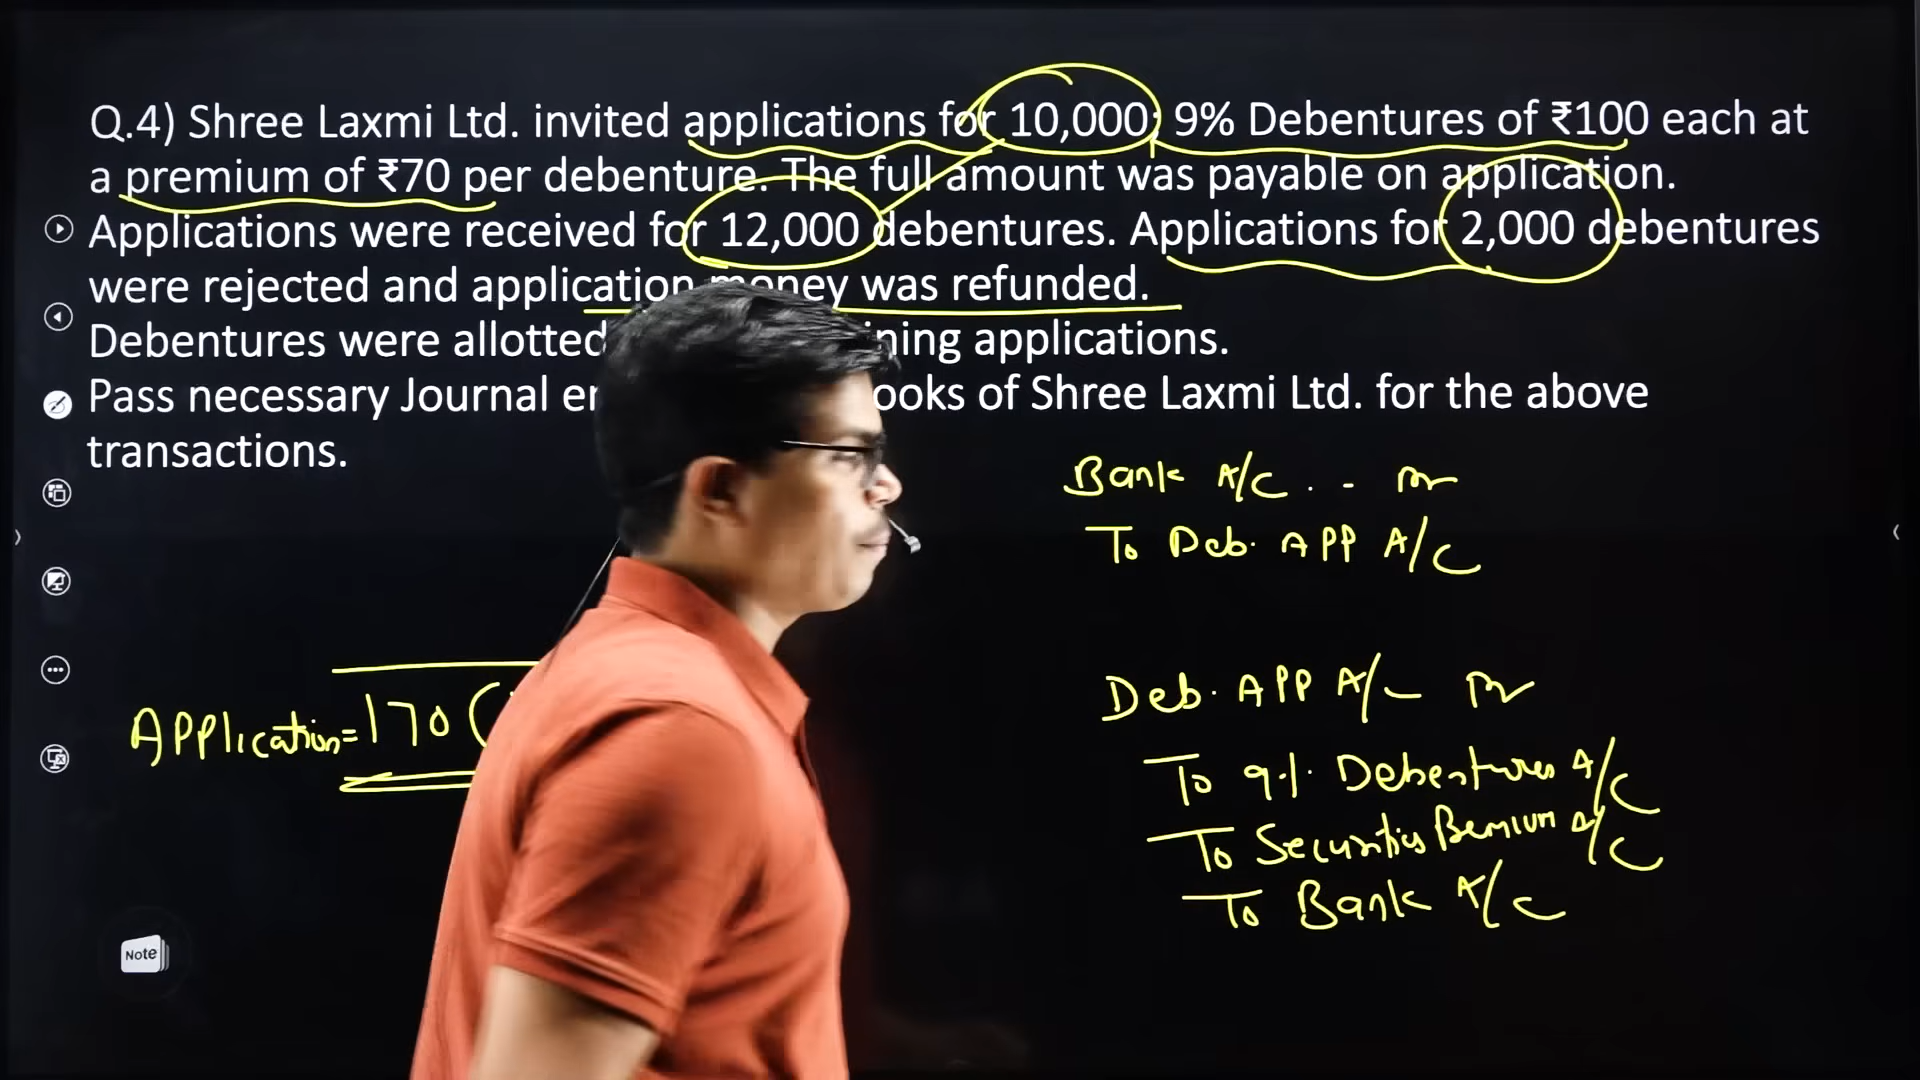 Q.4) Shree Laxmi Ltd. invited applications for 10,000; 9% Debentures of ₹100 each at
a premium of ₹70 per debenture. The full amount was payable on application.
Applications were received for 12,000 debentures. Applications for 2,000 debentures
were rejected and application money was refunded.
Debentures were allotted ning applications.
Pass necessary Journal en ooks of Shree Laxmi Ltd. for the above
transactions.
Bank A/C . - Dr
To Deb. APP A/C
Deb. APP A/C Dr
Application = 170 (
To 9.1. Debentures A/C
To Securities Premium A/C
To Bank A/C
Note